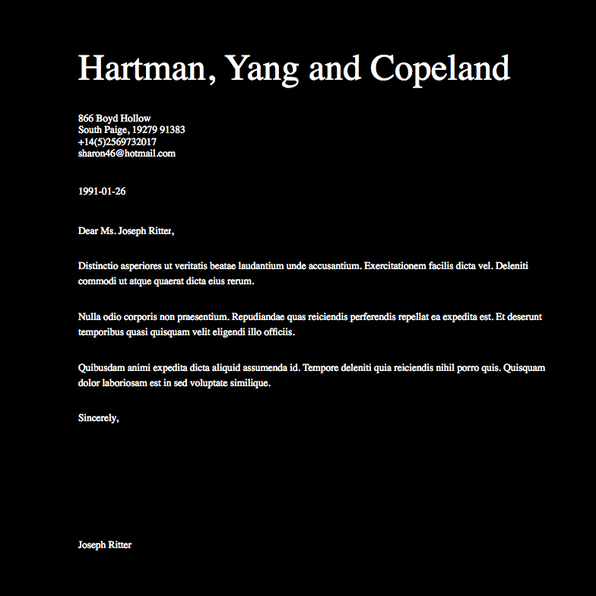 Hartman, Yang and Copeland
866 Boyd Hollow
South Paige, 19279 91383
+14(5)2569732017
sharon46@hotmail.com
1991-01-26
Dear Ms. Joseph Ritter,
Distinctio asperiores ut veritatis beatae laudantium unde accusantium. Exercitationem facilis dicta vel. Deleniti
commodi ut atque quaerat dicta eius rerum.
Nulla odio corporis non praesentium. Repudiandae quas reiciendis perferendis repellat ea expedita est. Et deserunt
temporibus quasi quisquam velit eligendi illo officiis.
Quibusdam animi expedita dicta aliquid assumenda id. Tempore deleniti quia reiciendis nihil porro quis. Quisquam
dolor laboriosam est in sed voluptate similique.
Sincerely,
Joseph Ritter